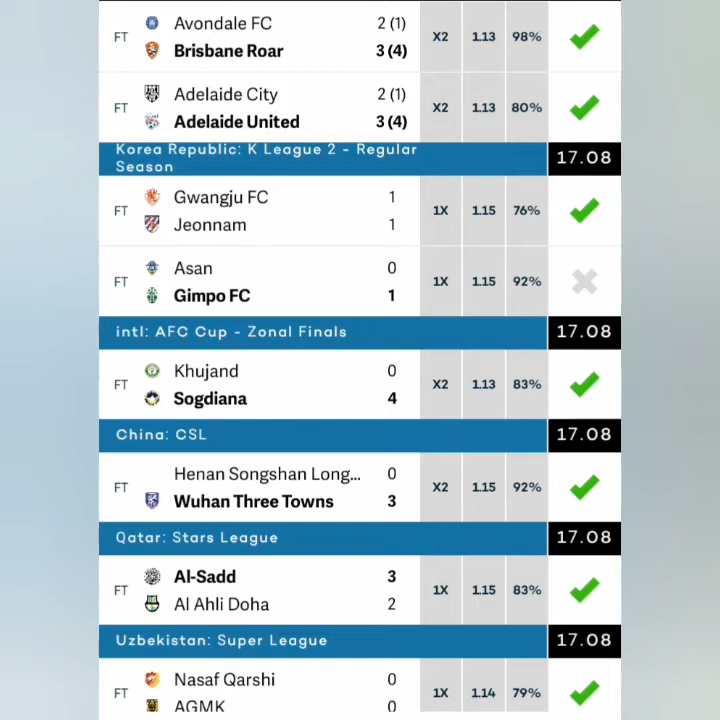 Avondale FC 2 (1)
FT X2 1.13 98%
Brisbane Roar 3 (4)
Adelaide City 2 (1)
FT X2 1.13 80%
Adelaide United 3 (4)
Korea Republic: K League 2 - Regular
Season 17.08
Gwangju FC 1
FT 1X 1.15 76%
Jeonnam 1
Asan 0
FT 1X 1.15 92%
Gimpo FC 1
intl: AFC Cup - Zonal Finals 17.08
Khujand 0
FT X2 1.13 83%
Sogdiana 4
China: CSL 17.08
Henan Songshan Long... 0
FT X2 1.15 92%
Wuhan Three Towns 3
Qatar: Stars League 17.08
Al-Sadd 3
FT 1X 1.15 83%
Al Ahli Doha 2
Uzbekistan: Super League 17.08
Nasaf Qarshi 0
FT 1X 1.14 79%
AGMK 0